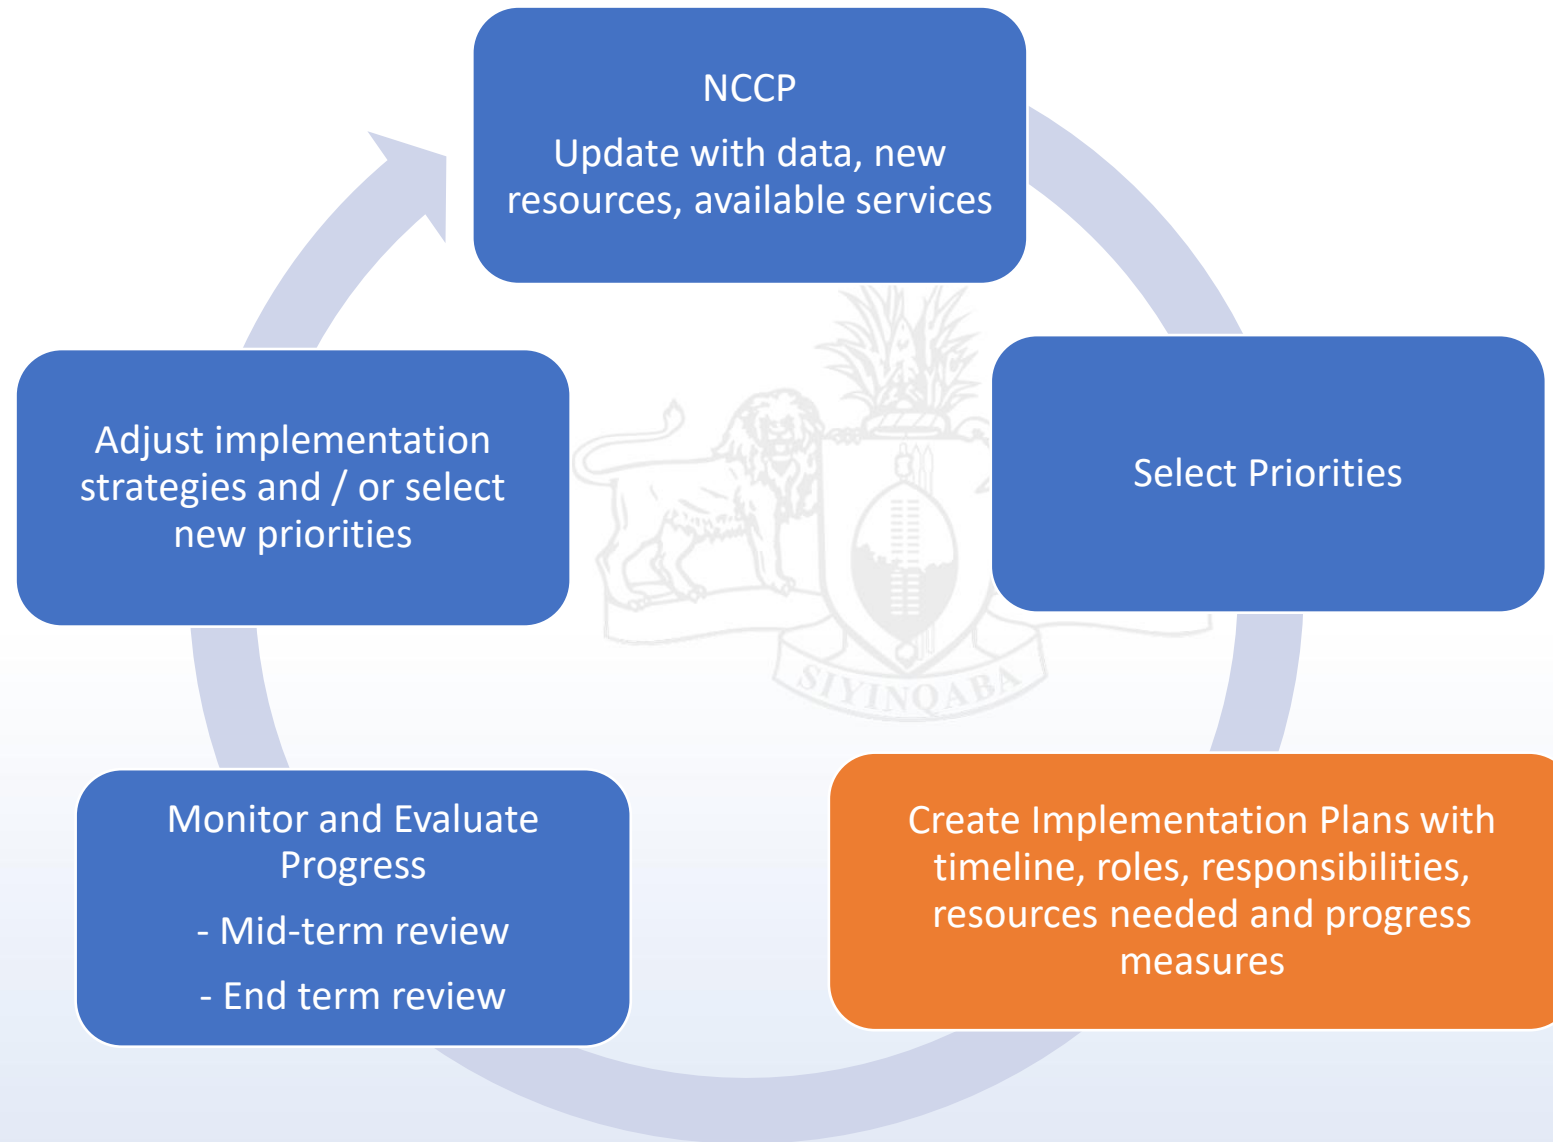 NCCP
Update with data, new
resources, available services
Select Priorities
Create Implementation Plans with
timeline, roles, responsibilities,
resources needed and progress
measures
Monitor and Evaluate
Progress
- Mid-term review
- End term review
Adjust implementation
strategies and / or select
new priorities
SIYINQABA